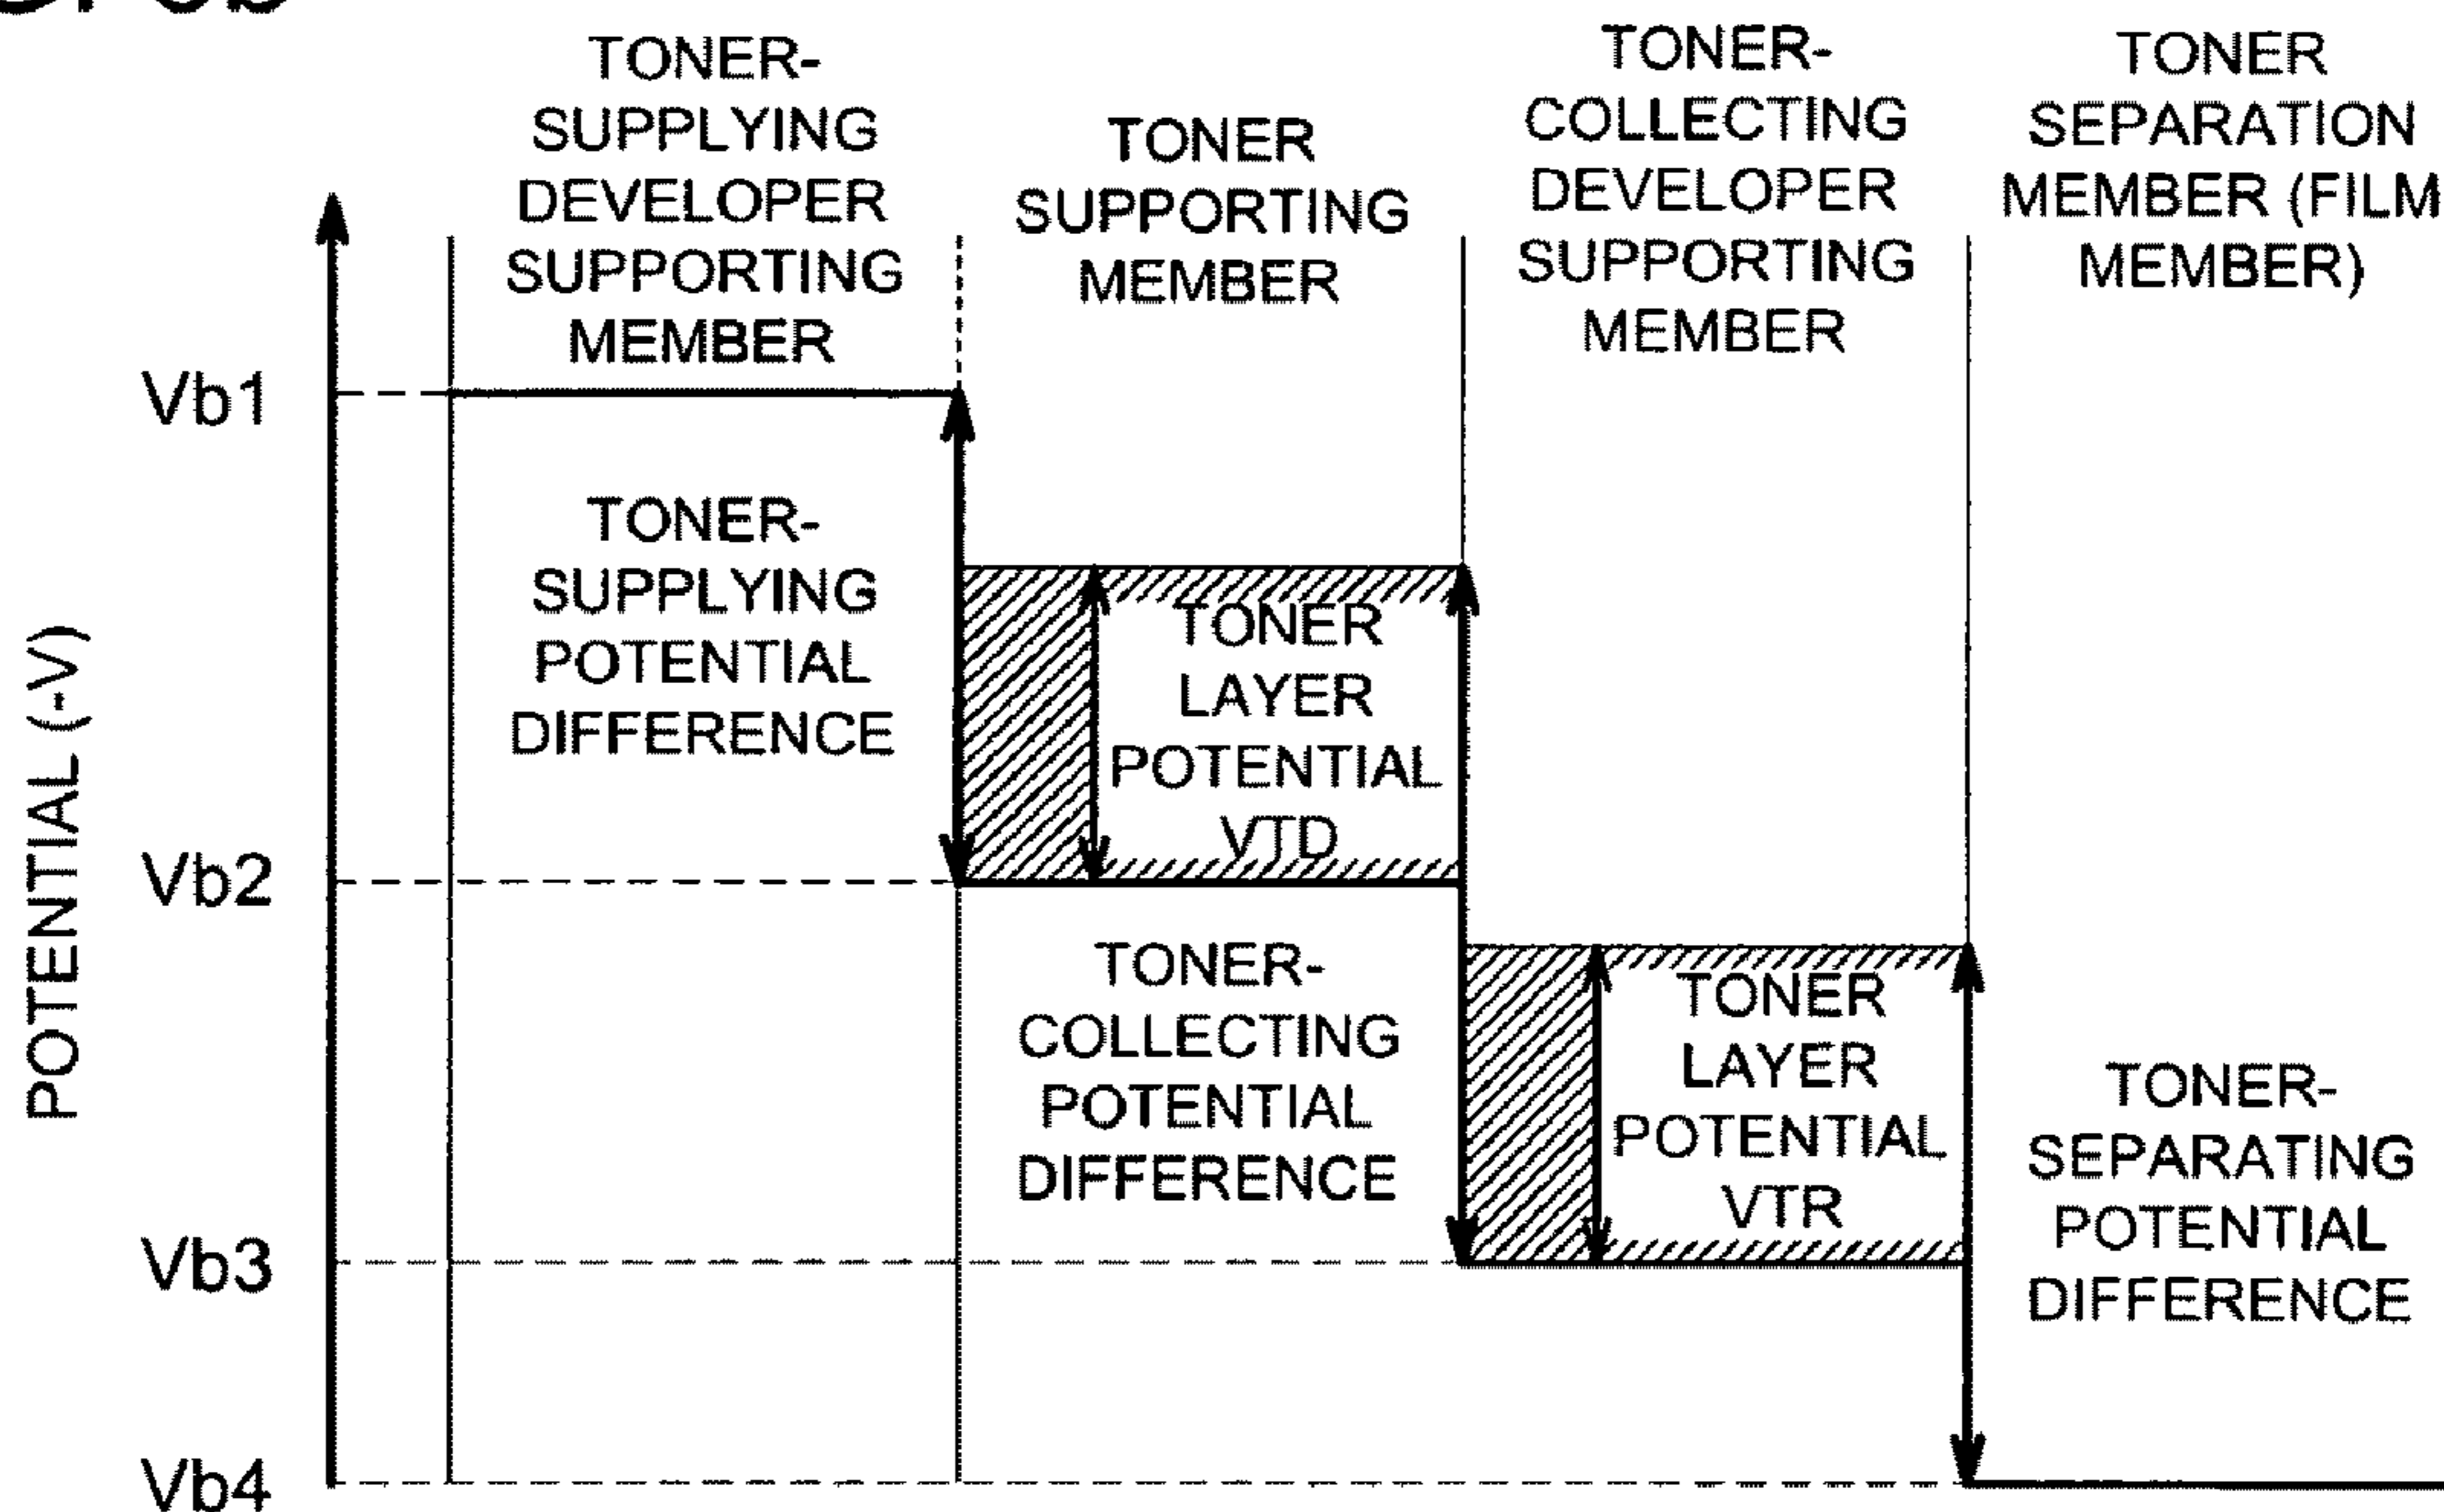 TONER-
SUPPLYING
DEVELOPER
SUPPORTING
MEMBER
TONER
SUPPORTING
MEMBER
TONER-
COLLECTING
DEVELOPER
SUPPORTING
MEMBER
TONER
SEPARATION
MEMBER (FILM
MEMBER)
POTENTIAL (-V)
Vb1
Vb2
Vb3
Vb4
TONER-
SUPPLYING
POTENTIAL
DIFFERENCE
TONER
LAYER
POTENTIAL
VTD
TONER-
COLLECTING
POTENTIAL
DIFFERENCE
TONER
LAYER
POTENTIAL
VTR
TONER-
SEPARATING
POTENTIAL
DIFFERENCE